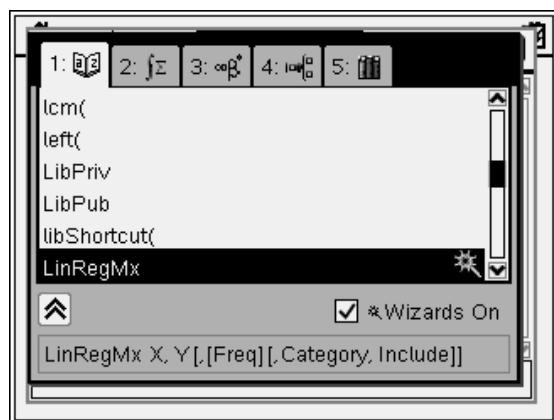 1: 2: ∫Σ 3: ∞β° 4: 5:
lcm(
left(
LibPriv
LibPub
libShortcut(
LinRegMx
Wizards On
LinRegMx X, Y[,[Freq][,Category, Include]]